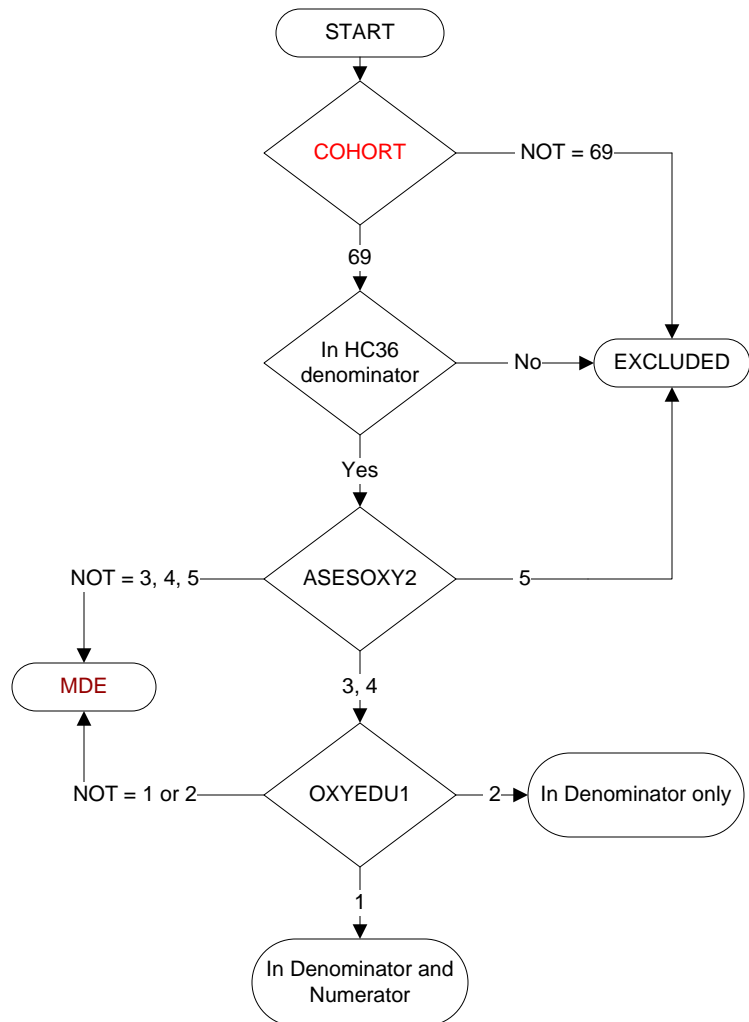 START
COHORT
NOT = 69
69
In HC36
denominator
No
EXCLUDED
Yes
NOT = 3, 4, 5
ASESOXY2
5
MDE
3, 4
NOT = 1 or 2
OXYEDU1
2
In Denominator only
1
In Denominator and
Numerator